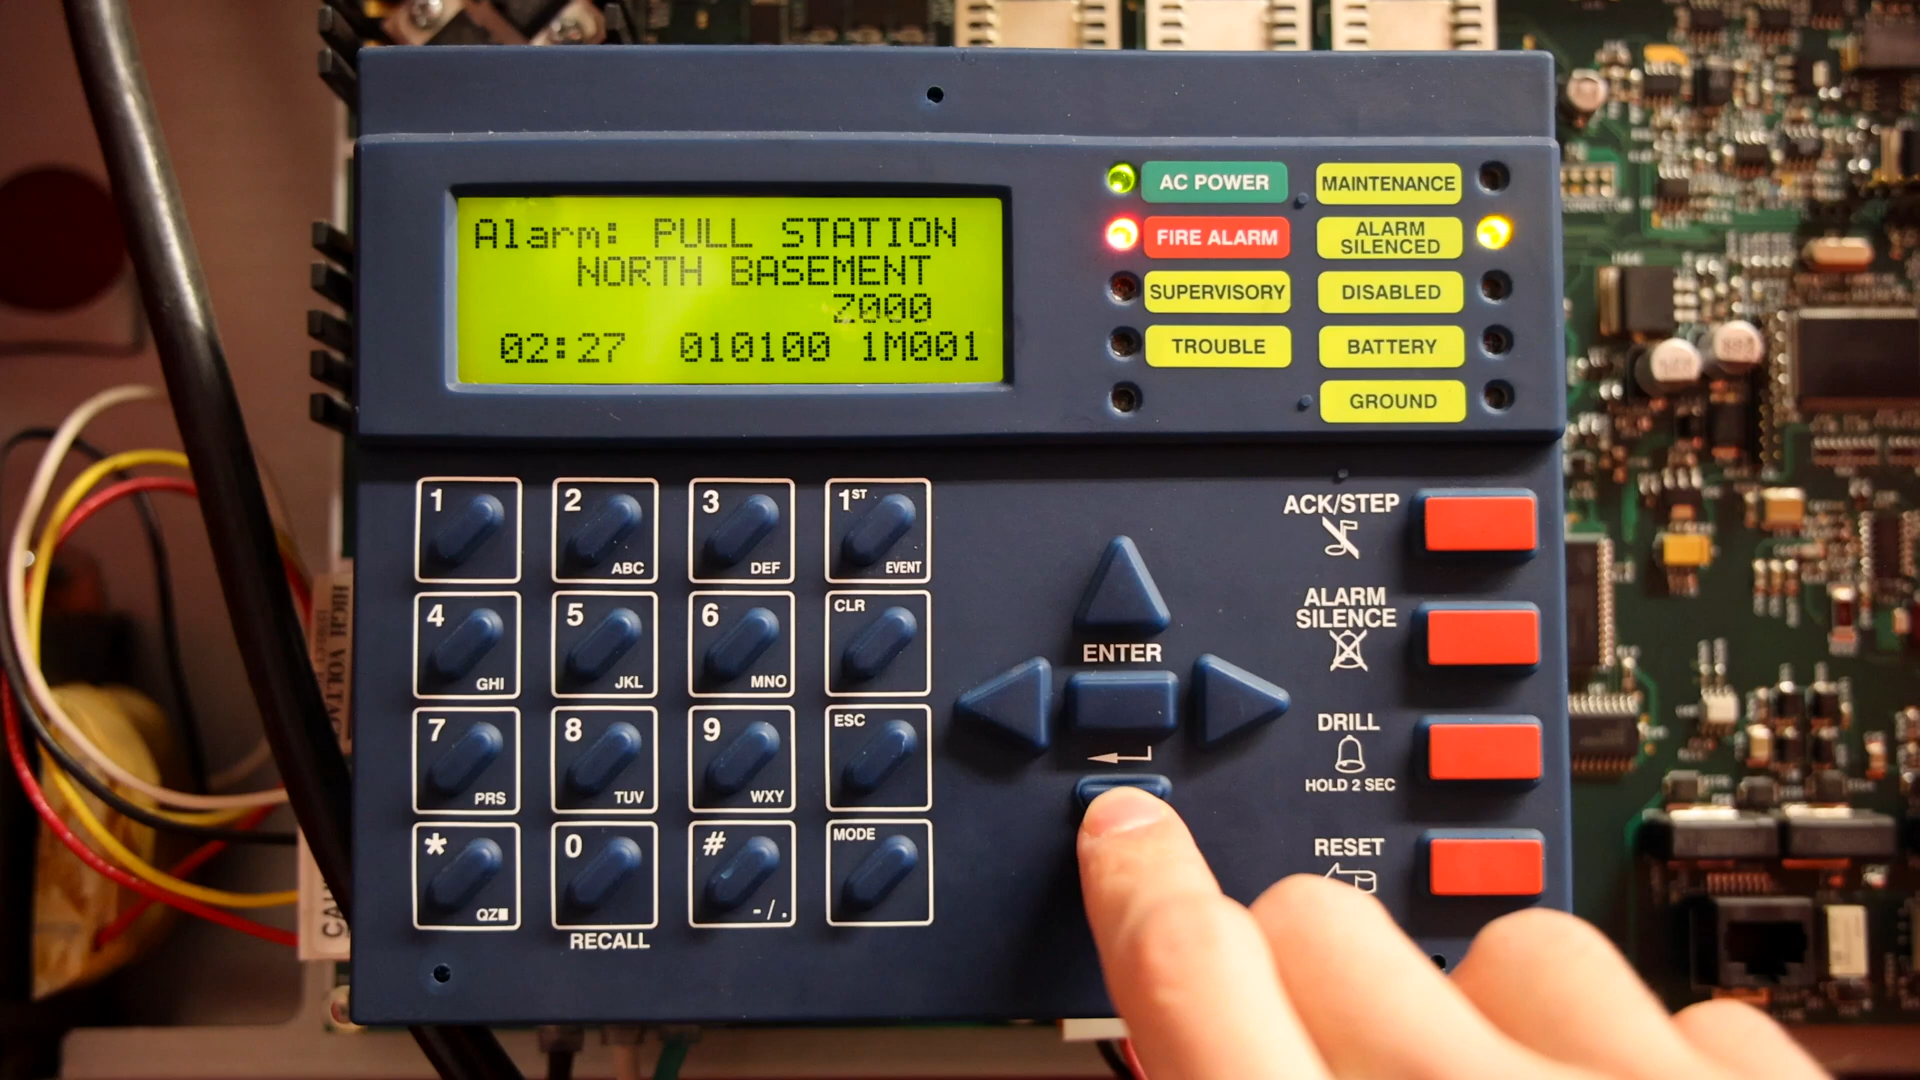 Alarm: PULL STATION
NORTH BASEMENT
Z000
02:27 010100 1M001
AC POWER
FIRE ALARM
SUPERVISORY
TROUBLE
MAINTENANCE
ALARM
SILENCED
DISABLED
BATTERY
GROUND
1
2 ABC
3 DEF
1ST EVENT
4 GHI
5 JKL
6 MNO
CLR
7 PRS
8 TUV
9 WXY
ESC
* QZ
0
# - / .
MODE
RECALL
ENTER
ACK/STEP
ALARM
SILENCE
DRILL
HOLD 2 SEC
RESET
HIGH VOLTAG
CAU